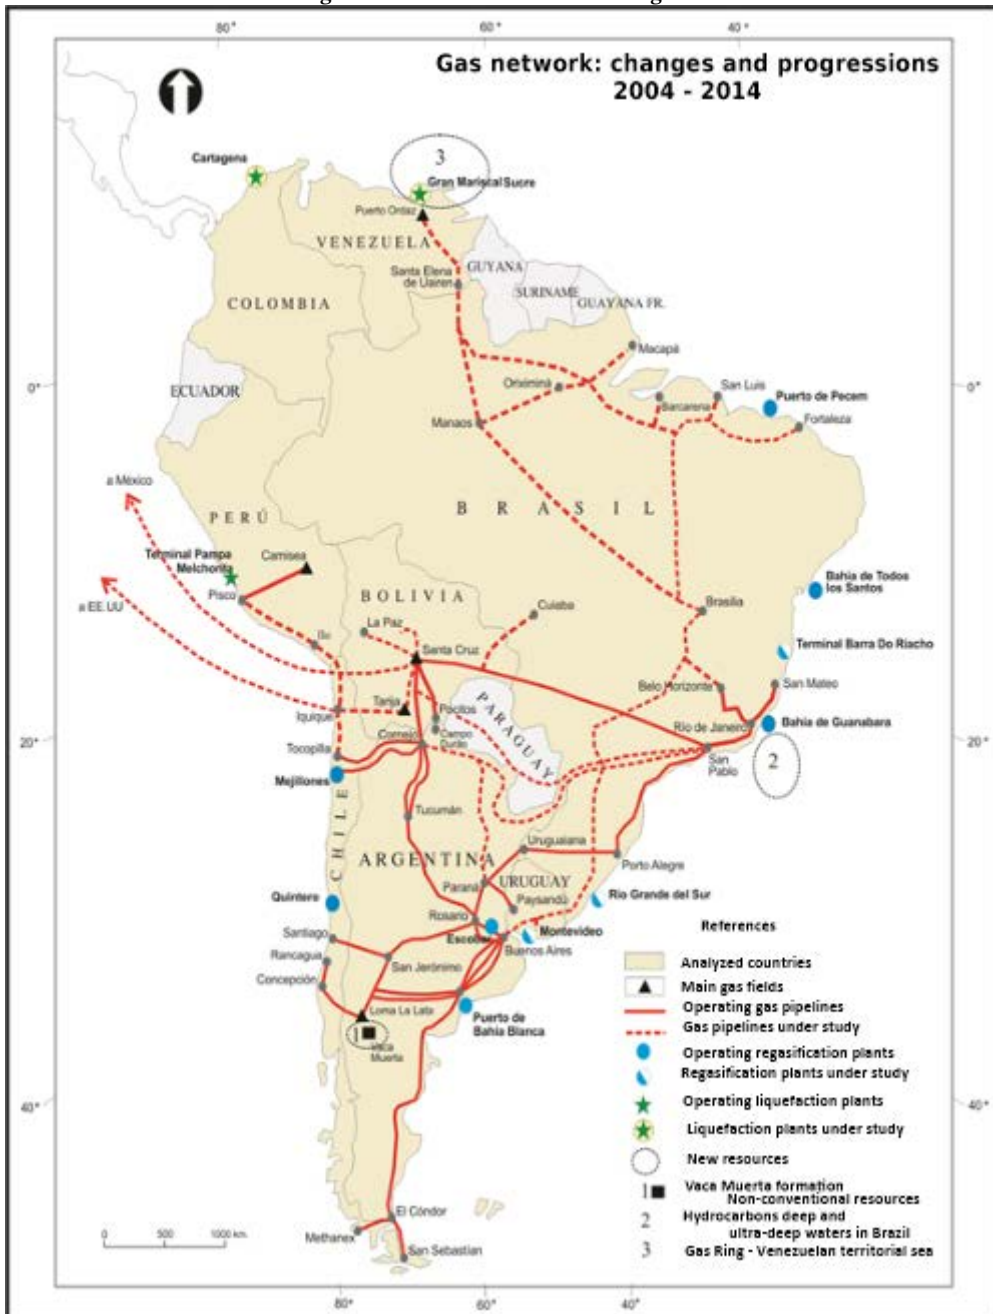 80°
60°
40°
Gas network: changes and progressions
2004 - 2014
Cartagena
3
Gran Mariscal Sucre
Puerto Ordaz
VENEZUELA
GUYANA
Santa Elena
de Uairen
SURINAME
GUAYANA FR.
COLOMBIA
Macapá
0°
ECUADOR
Oriximiná
San Luis
0°
Barcarena
Puerto de Pecem
Manaos
Fortaleza
a México
BRASIL
PERÚ
Terminal Pampa
Melchorita
Camisea
Bahia de Todos
los Santos
a EE.UU
Pisco
BOLIVIA
Cuiaba
Brasilia
La Paz
Ilo
Santa Cruz
Terminal Barra Do Riacho
Belo Horizonte
San Mateo
Tarija
Pocitos
PARAGUAY
Iquique
Rio de Janeiro
Bahia de Guanabara
Cornejo
Campo
Durán
20°
Tocopilla
San
Pablo
2
20°
Mejillones
CHILE
Tucumán
Uruguaiana
ARGENTINA
Porto Alegre
Paraná
URUGUAY
Quintero
Paysandú
Rio Grande del Sur
Rosario
Santiago
Escobar
Montevideo
Buenos Aires
Rancagua
San Jerónimo
Concepción
Loma La Lata
Puerto de
Bahia Blanca
1
Vaca
Muerta
40°
40°
El Cóndor
Methanex
San Sebastían
0
500
1000 km.
80°
60°
40°
References
Analyzed countries
Main gas fields
Operating gas pipelines
Gas pipelines under study
Operating regasification plants
Regasification plants under study
Operating liquefaction plants
Liquefaction plants under study
New resources
1 Vaca Muerta formation
Non-conventional resources
2 Hydrocarbons deep and
ultra-deep waters in Brazil
3 Gas Ring - Venezuelan territorial sea